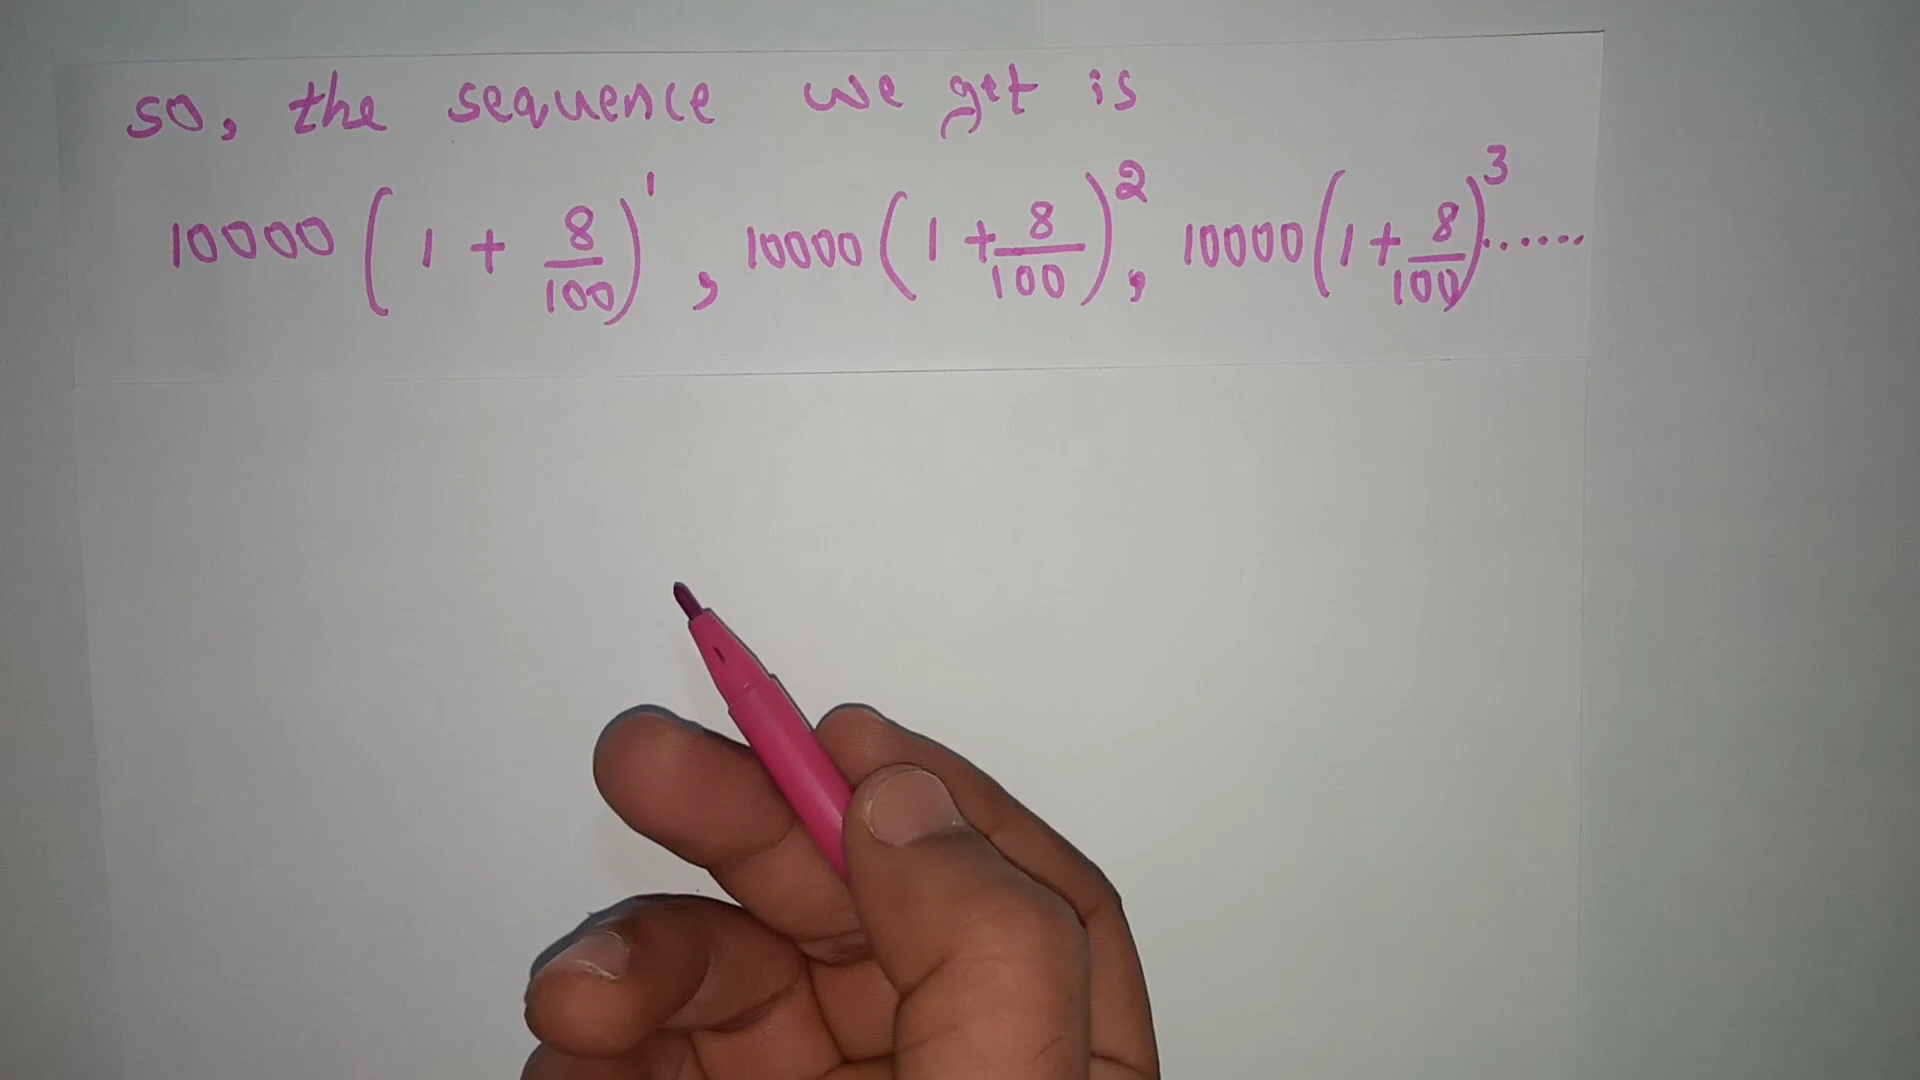 so, the sequence we get is
10000 (1 + 8/100)^1, 10000 (1 + 8/100)^2, 10000 (1 + 8/100)^3 ......